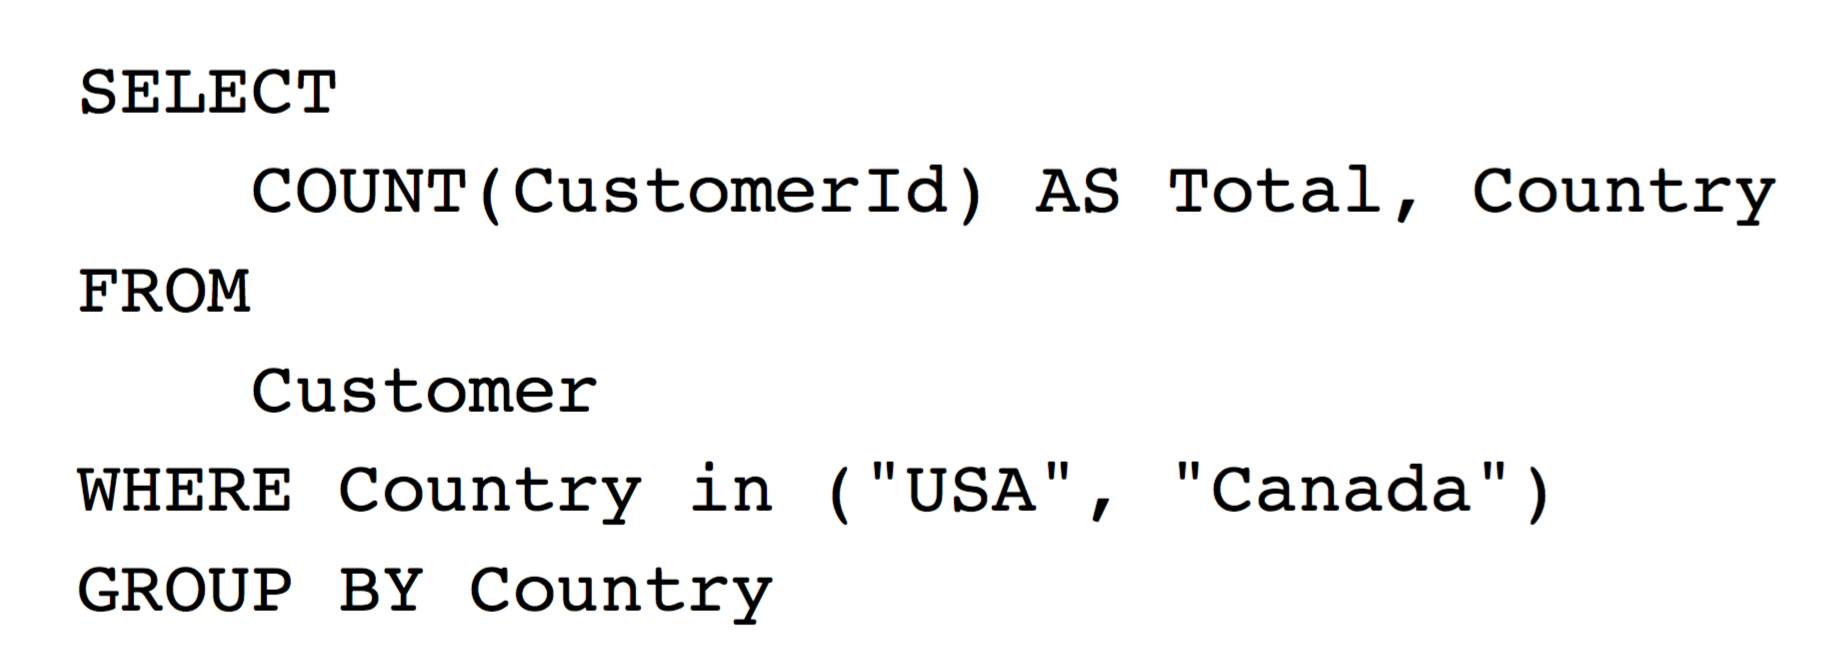 SELECT
    COUNT(CustomerId) AS Total, Country
FROM
    Customer
WHERE Country in ("USA", "Canada")
GROUP BY Country